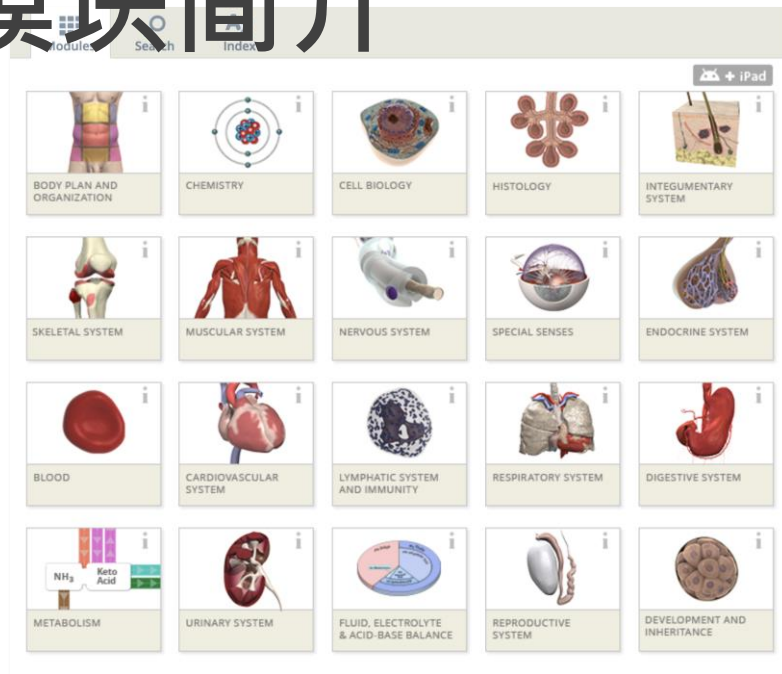 模块简介
Modules
Search
Index
+ iPad
BODY PLAN AND
ORGANIZATION
CHEMISTRY
CELL BIOLOGY
HISTOLOGY
INTEGUMENTARY
SYSTEM
SKELETAL SYSTEM
MUSCULAR SYSTEM
NERVOUS SYSTEM
SPECIAL SENSES
ENDOCRINE SYSTEM
BLOOD
CARDIOVASCULAR
SYSTEM
LYMPHATIC SYSTEM
AND IMMUNITY
RESPIRATORY SYSTEM
DIGESTIVE SYSTEM
NH3
Keto
Acid
METABOLISM
URINARY SYSTEM
FLUID, ELECTROLYTE
& ACID-BASE BALANCE
REPRODUCTIVE
SYSTEM
DEVELOPMENT AND
INHERITANCE